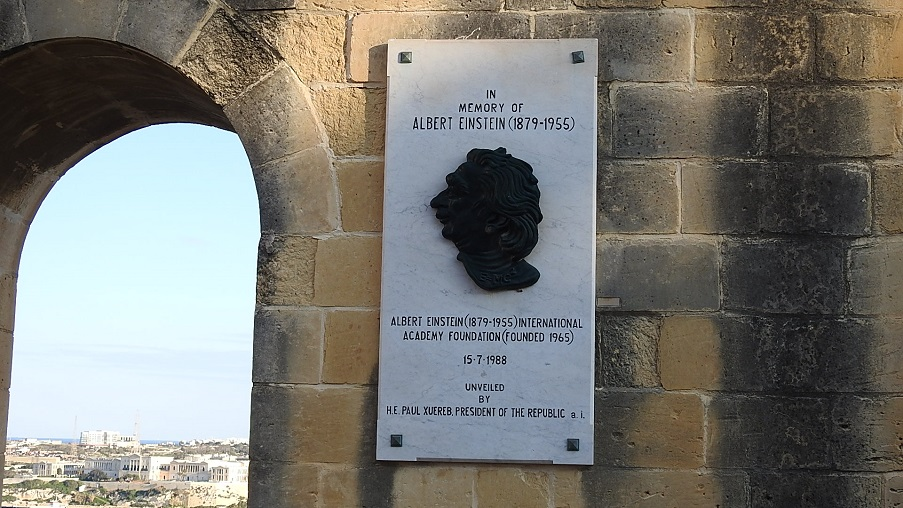 IN
MEMORY OF
ALBERT EINSTEIN (1879-1955)
ALBERT EINSTEIN (1879-1955) INTERNATIONAL
ACADEMY FOUNDATION (FOUNDED 1965)
15·7·1988
UNVEILED
BY
H.E. PAUL XUEREB, PRESIDENT OF THE REPUBLIC a.i.